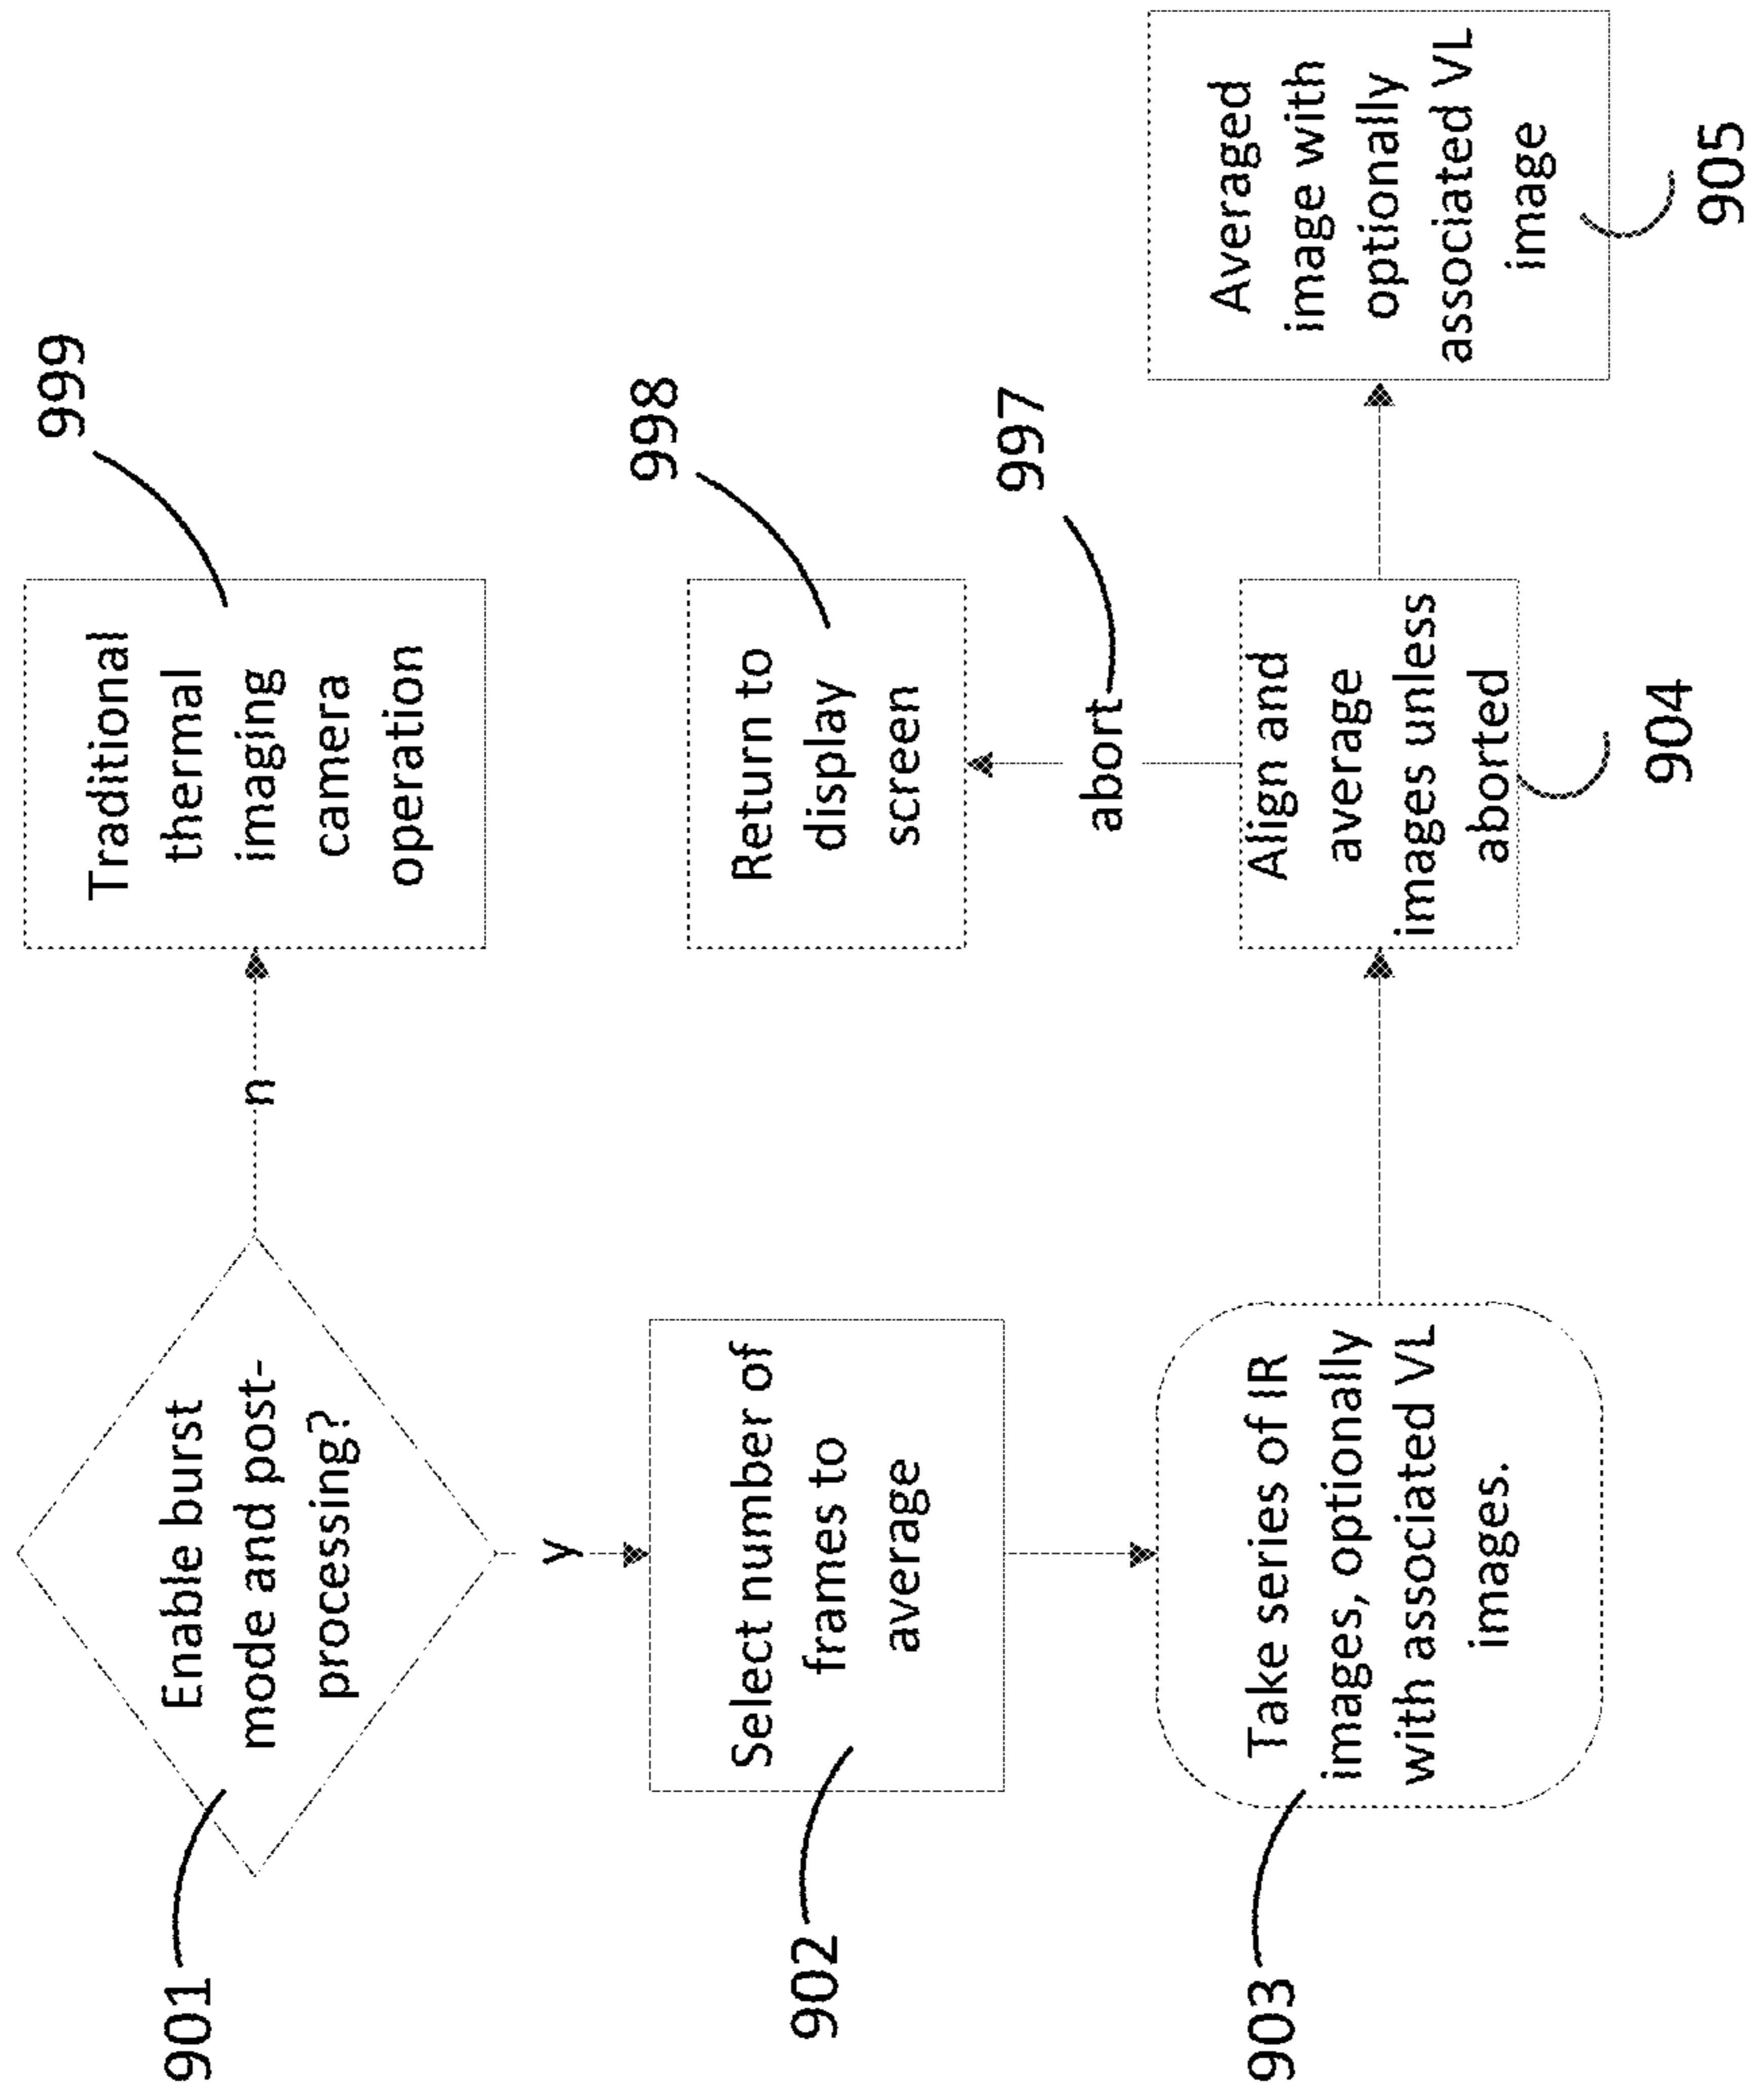 901
Enable burst
mode and post-
processing?
n
Traditional
thermal
imaging
camera
operation
999
y
902
Select number of
frames to
average
Return to
display
screen
998
abort
997
903
Take series of IR
images, optionally
with associated VL
images.
Align and
average
images unless
aborted
904
Averaged
image with
optionally
associated VL
image
905